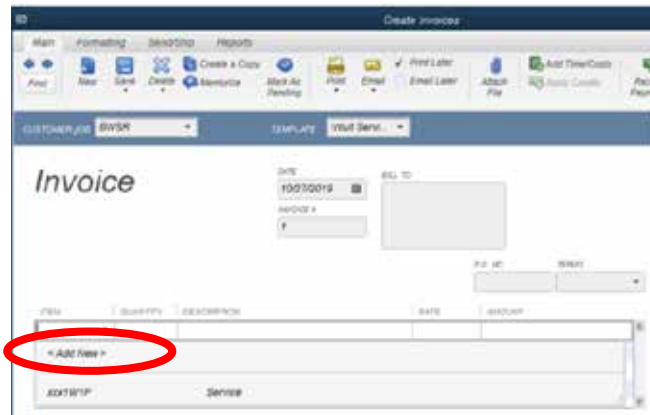 Create Invoices
Main Formatting Send/Ship Reports
Find New Save Delete Create a Copy Memorize Mark As Pending Print Email Print Later Email Later Attach File Add Time/Costs Apply Credits
CUSTOMER:JOB BWSR TEMPLATE Intuit Servi...
Invoice
DATE BILL TO
10/07/2019
INVOICE #
1
P.O. NO. TERMS
ITEM QUANTITY DESCRIPTION RATE AMOUNT
< Add New >
Service